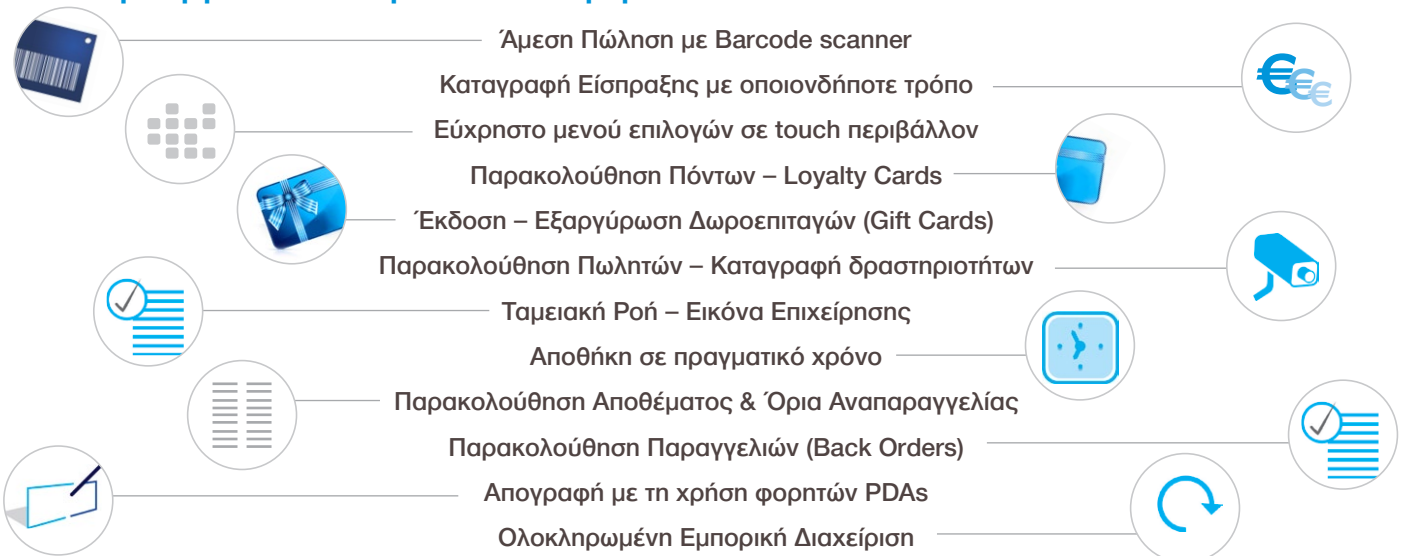 Άμεση Πώληση με Barcode scanner
Καταγραφή Είσπραξης με οποιονδήποτε τρόπο
Εύχρηστο μενού επιλογών σε touch περιβάλλον
Παρακολούθηση Πόντων – Loyalty Cards
Έκδοση – Εξαργύρωση Δωροεπιταγών (Gift Cards)
Παρακολούθηση Πωλητών – Καταγραφή δραστηριοτήτων
Ταμειακή Ροή – Εικόνα Επιχείρησης
Αποθήκη σε πραγματικό χρόνο
Παρακολούθηση Αποθέματος & Όρια Αναπαραγγελίας
Παρακολούθηση Παραγγελιών (Back Orders)
Απογραφή με τη χρήση φορητών PDAs
Ολοκληρωμένη Εμπορική Διαχείριση